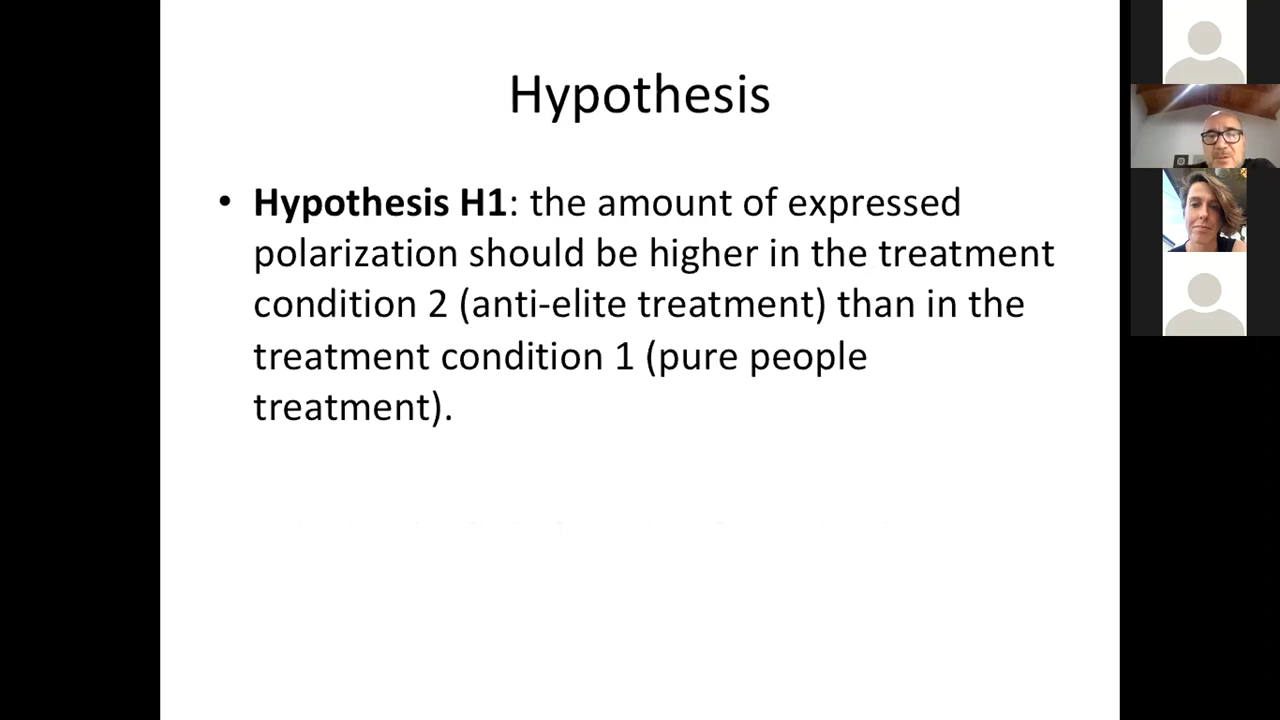 Hypothesis
• Hypothesis H1: the amount of expressed
polarization should be higher in the treatment
condition 2 (anti-elite treatment) than in the
treatment condition 1 (pure people
treatment).